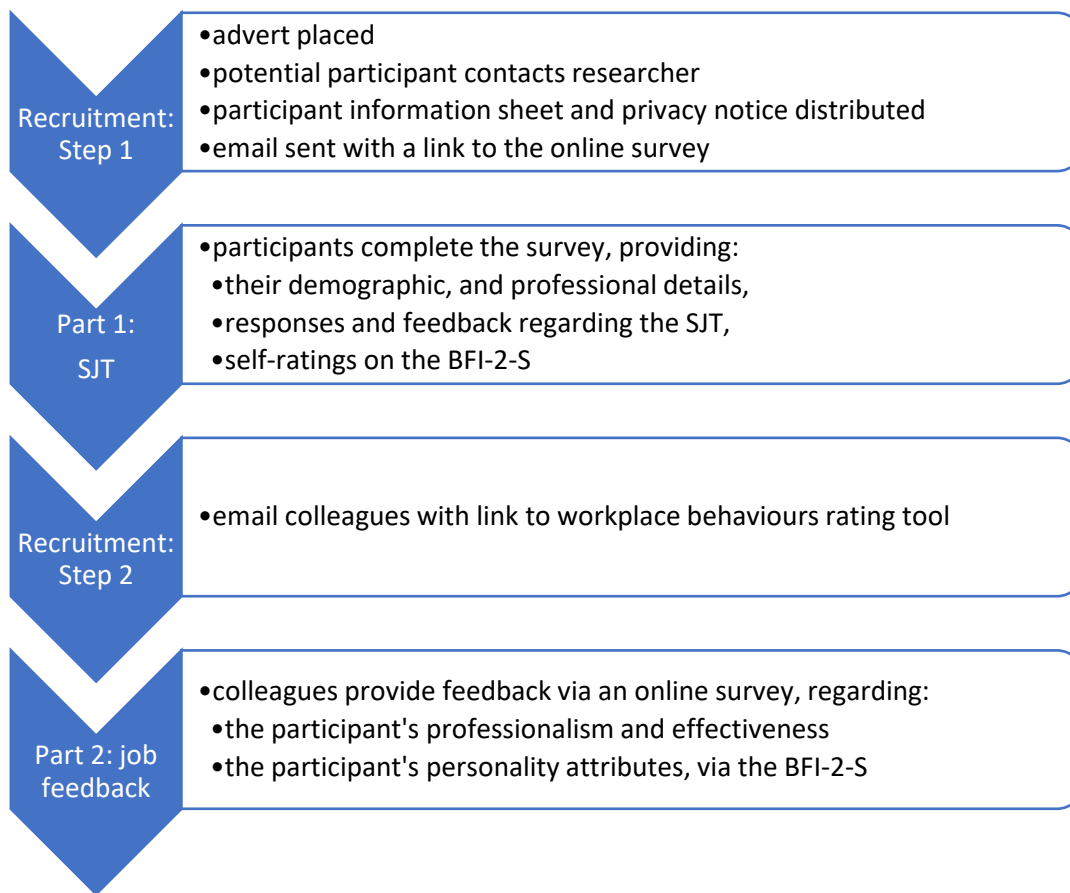 Recruitment:
Step 1
•advert placed
•potential participant contacts researcher
•participant information sheet and privacy notice distributed
•email sent with a link to the online survey
Part 1:
SJT
•participants complete the survey, providing:
•their demographic, and professional details,
•responses and feedback regarding the SJT,
•self-ratings on the BFI-2-S
Recruitment:
Step 2
•email colleagues with link to workplace behaviours rating tool
Part 2: job
feedback
•colleagues provide feedback via an online survey, regarding:
•the participant's professionalism and effectiveness
•the participant's personality attributes, via the BFI-2-S